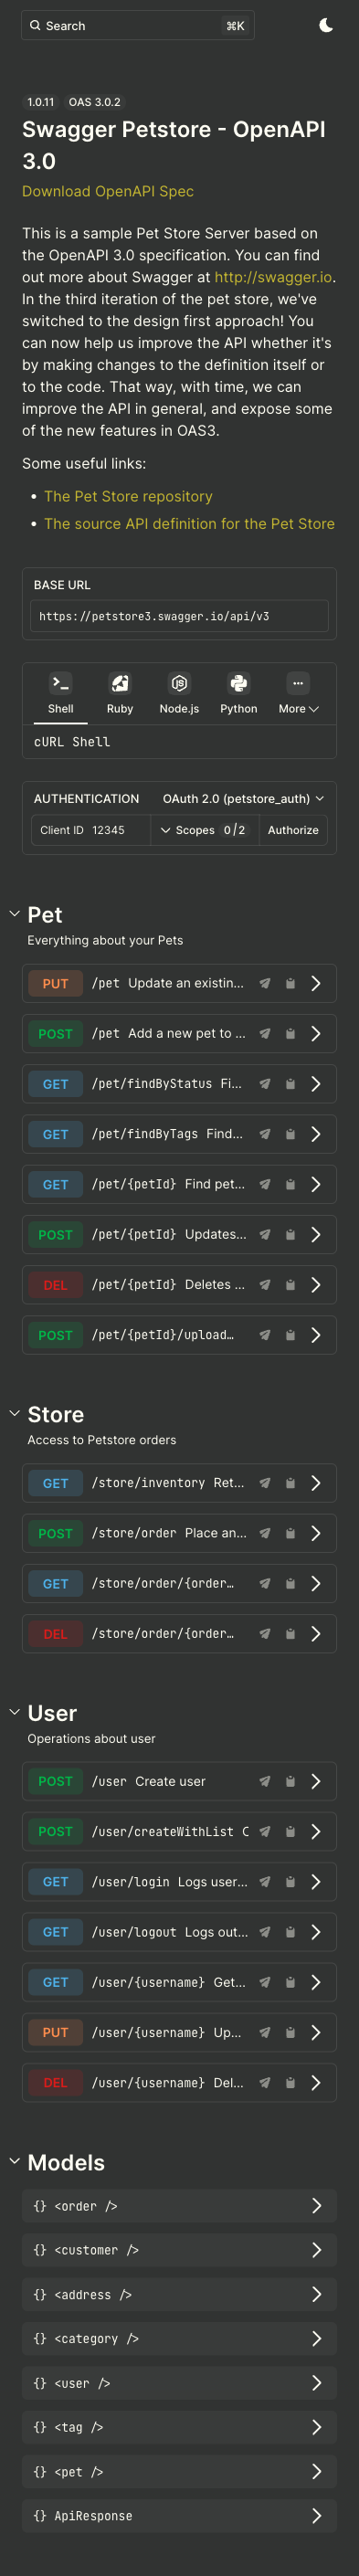 Search ⌘K
1.0.11 OAS 3.0.2
Swagger Petstore - OpenAPI
3.0
Download OpenAPI Spec
This is a sample Pet Store Server based on
the OpenAPI 3.0 specification. You can find
out more about Swagger at http://swagger.io.
In the third iteration of the pet store, we've
switched to the design first approach! You
can now help us improve the API whether it's
by making changes to the definition itself or
to the code. That way, with time, we can
improve the API in general, and expose some
of the new features in OAS3.
Some useful links:
• The Pet Store repository
• The source API definition for the Pet Store
BASE URL
https://petstore3.swagger.io/api/v3
Shell Ruby Node.js Python More
cURL Shell
AUTHENTICATION OAuth 2.0 (petstore_auth)
Client ID 12345 Scopes 0/2 Authorize
Pet
Everything about your Pets
PUT /pet Update an existin...
POST /pet Add a new pet to ...
GET /pet/findByStatus Fi...
GET /pet/findByTags Find...
GET /pet/{petId} Find pet...
POST /pet/{petId} Updates...
DEL /pet/{petId} Deletes ...
POST /pet/{petId}/upload…
Store
Access to Petstore orders
GET /store/inventory Ret...
POST /store/order Place an...
GET /store/order/{order…
DEL /store/order/{order…
User
Operations about user
POST /user Create user
POST /user/createWithList C
GET /user/login Logs user...
GET /user/logout Logs out...
GET /user/{username} Get...
PUT /user/{username} Up...
DEL /user/{username} Del...
Models
{} <order />
{} <customer />
{} <address />
{} <category />
{} <user />
{} <tag />
{} <pet />
{} ApiResponse